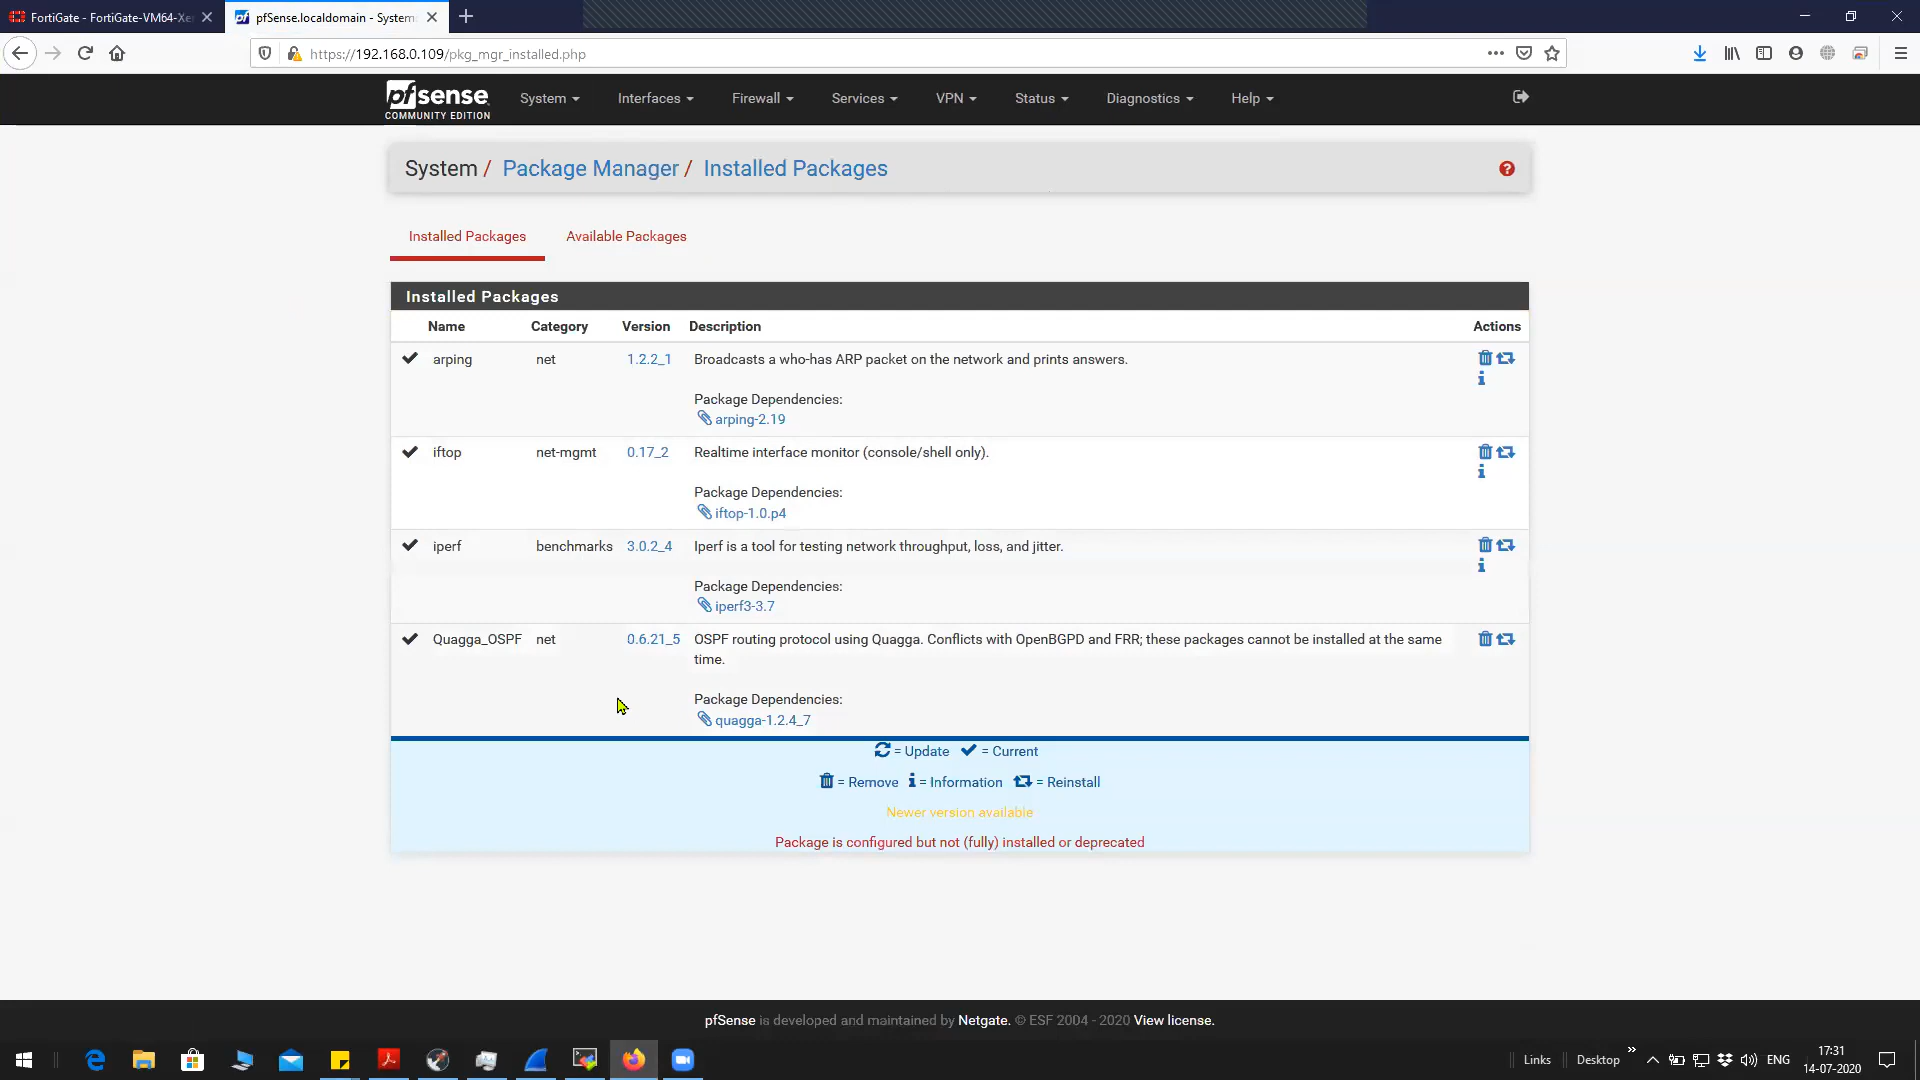 FortiGate - FortiGate-VM64-Xe
pfSense.localdomain - System
https://192.168.0.109/pkg_mgr_installed.php
pfsense
COMMUNITY EDITION
System
Interfaces
Firewall
Services
VPN
Status
Diagnostics
Help
System / Package Manager / Installed Packages
Installed Packages
Available Packages
Installed Packages
Name Category Version Description Actions
arping net 1.2.2_1 Broadcasts a who-has ARP packet on the network and prints answers.
Package Dependencies:
arping-2.19
iftop net-mgmt 0.17_2 Realtime interface monitor (console/shell only).
Package Dependencies:
iftop-1.0.p4
iperf benchmarks 3.0.2_4 Iperf is a tool for testing network throughput, loss, and jitter.
Package Dependencies:
iperf3-3.7
Quagga_OSPF net 0.6.21_5 OSPF routing protocol using Quagga. Conflicts with OpenBGPD and FRR; these packages cannot be installed at the same
time.
Package Dependencies:
quagga-1.2.4_7
= Update = Current
= Remove = Information = Reinstall
Newer version available
Package is configured but not (fully) installed or deprecated
pfSense is developed and maintained by Netgate. © ESF 2004 - 2020 View license.
Links
Desktop
ENG
17:31
14-07-2020